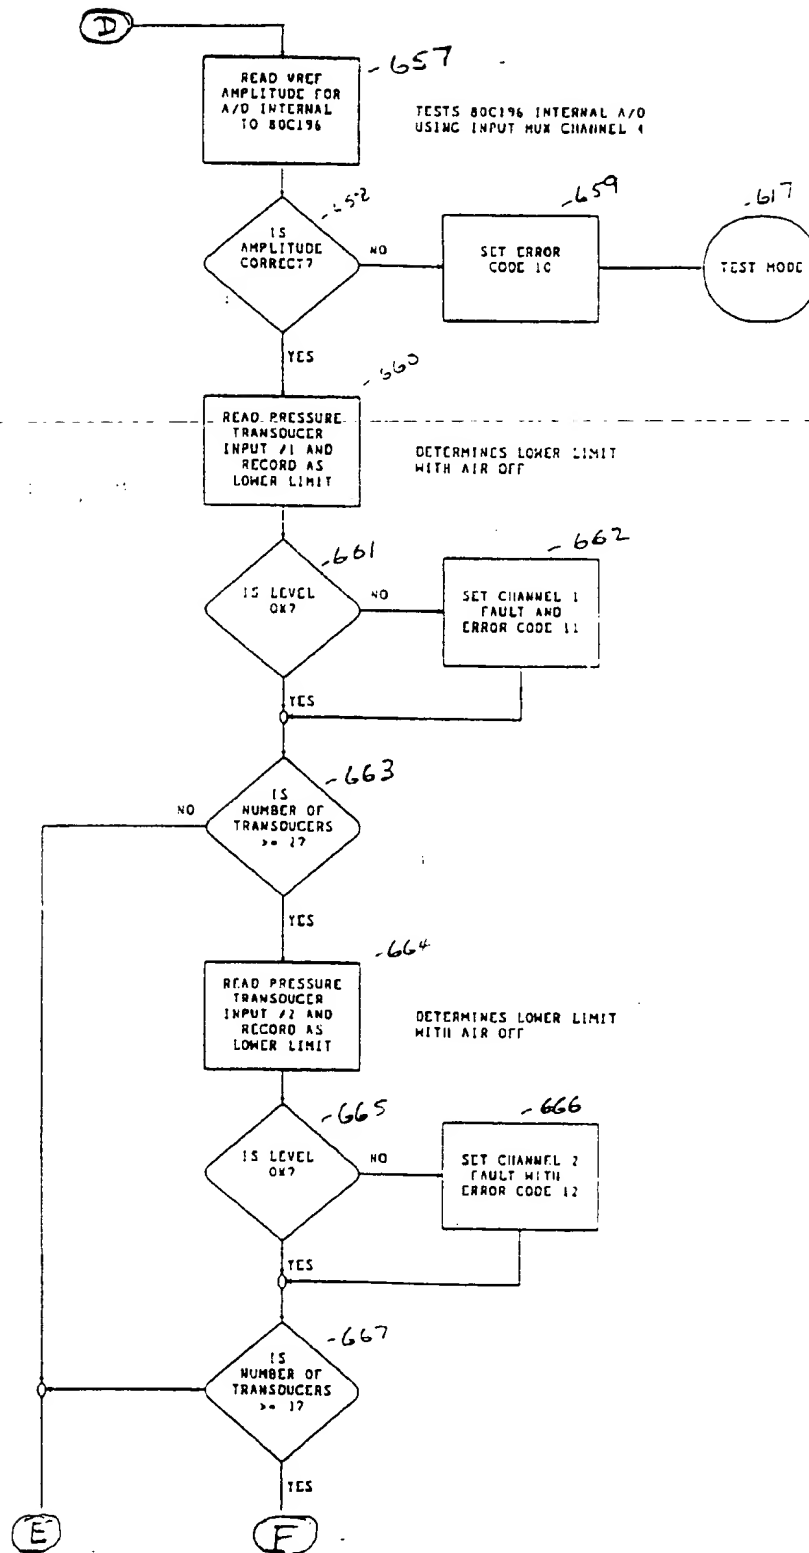 D
READ VREF
AMPLITUDE FOR
A/D INTERNAL
TO 80C196
-657
TESTS 80C196 INTERNAL A/D
USING INPUT MUX CHANNEL 4
IS
AMPLITUDE
CORRECT?
NO
-659
SET ERROR
CODE 10
-617
TEST MODE
YES
-660
READ PRESSURE
TRANSDUCER
INPUT #1 AND
RECORD AS
LOWER LIMIT
DETERMINES LOWER LIMIT
WITH AIR OFF
-661
IS LEVEL
OK?
NO
-662
SET CHANNEL 1
FAULT AND
ERROR CODE 11
YES
-663
IS
NUMBER OF
TRANSDUCERS
NO
YES
-664
READ PRESSURE
TRANSDUCER
INPUT #2 AND
RECORD AS
LOWER LIMIT
DETERMINES LOWER LIMIT
WITH AIR OFF
-665
IS LEVEL
OK?
NO
-666
SET CHANNEL 2
FAULT WITH
ERROR CODE 12
YES
-667
IS
NUMBER OF
TRANSDUCERS
YES
E
F